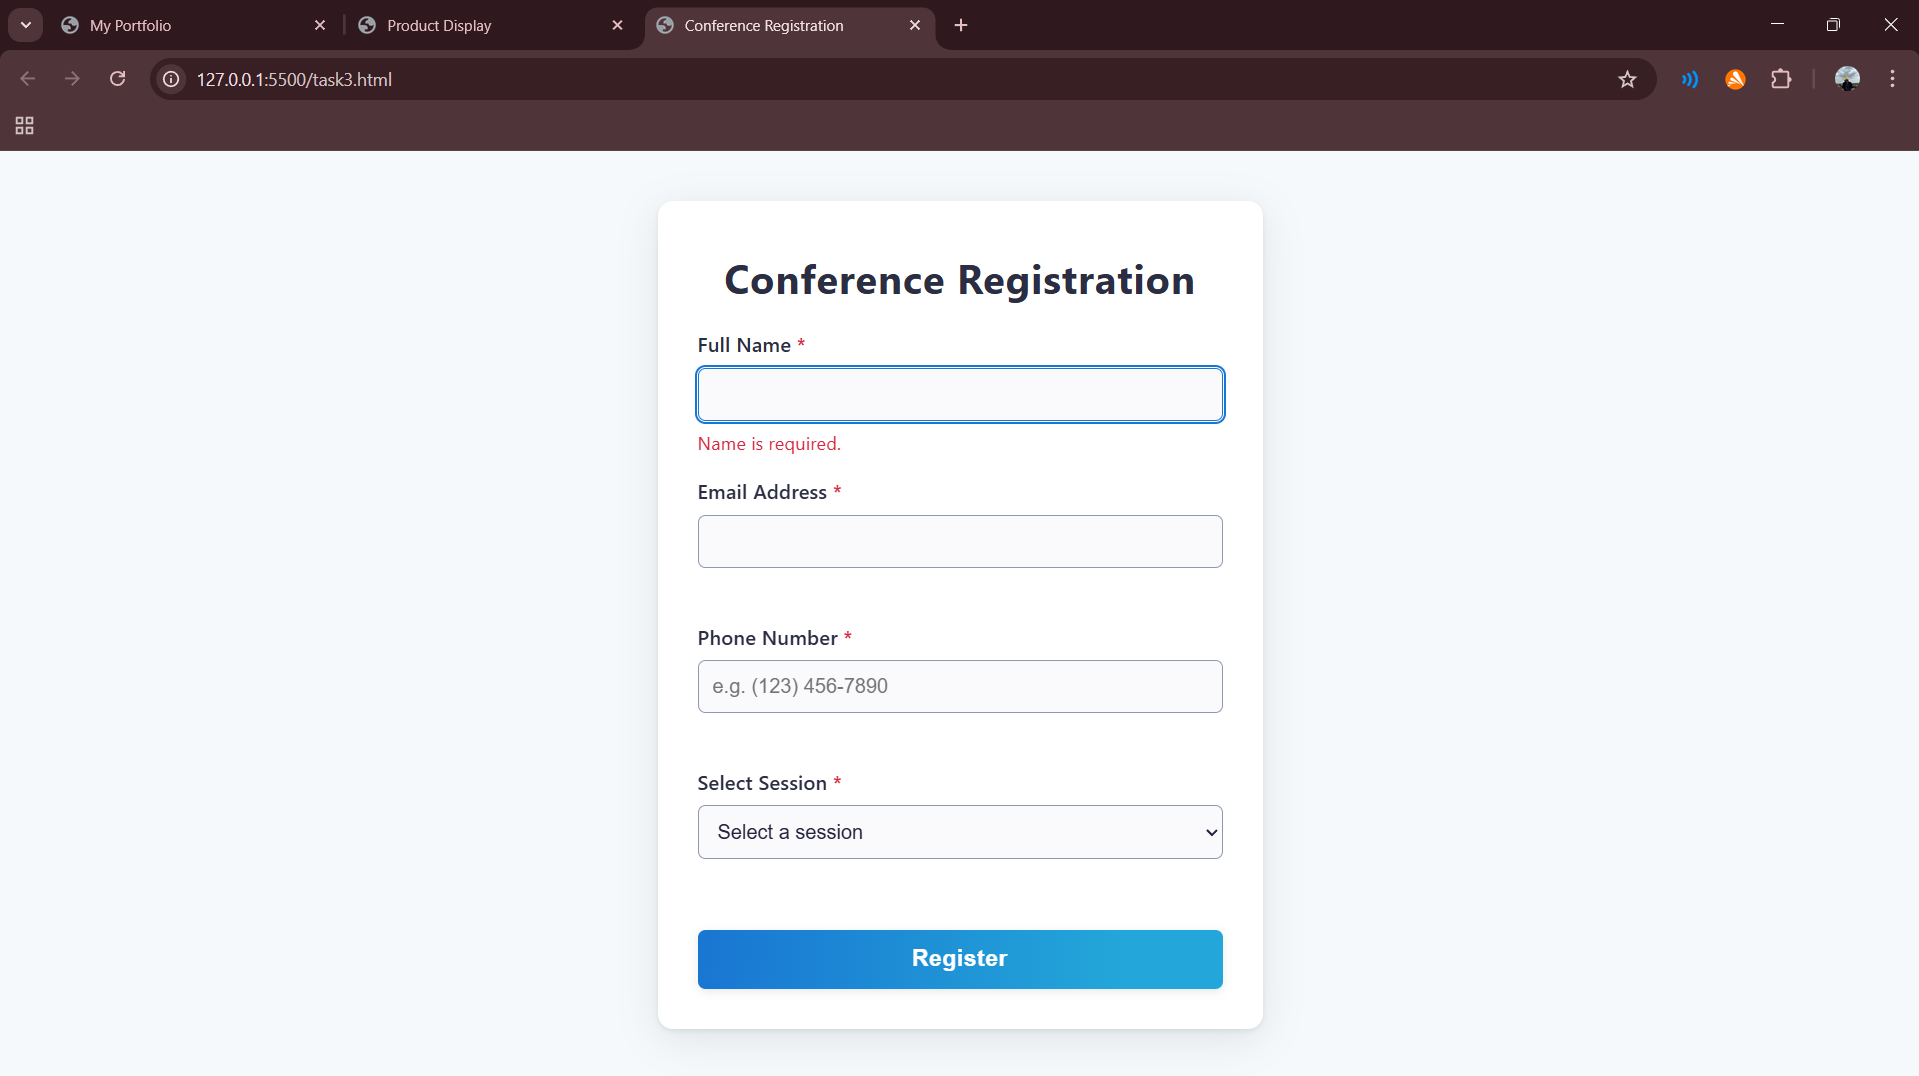 My Portfolio
Product Display
Conference Registration
127.0.0.1:5500/task3.html
Conference Registration
Full Name *
Name is required.
Email Address *
Phone Number *
e.g. (123) 456-7890
Select Session *
Select a session
Register